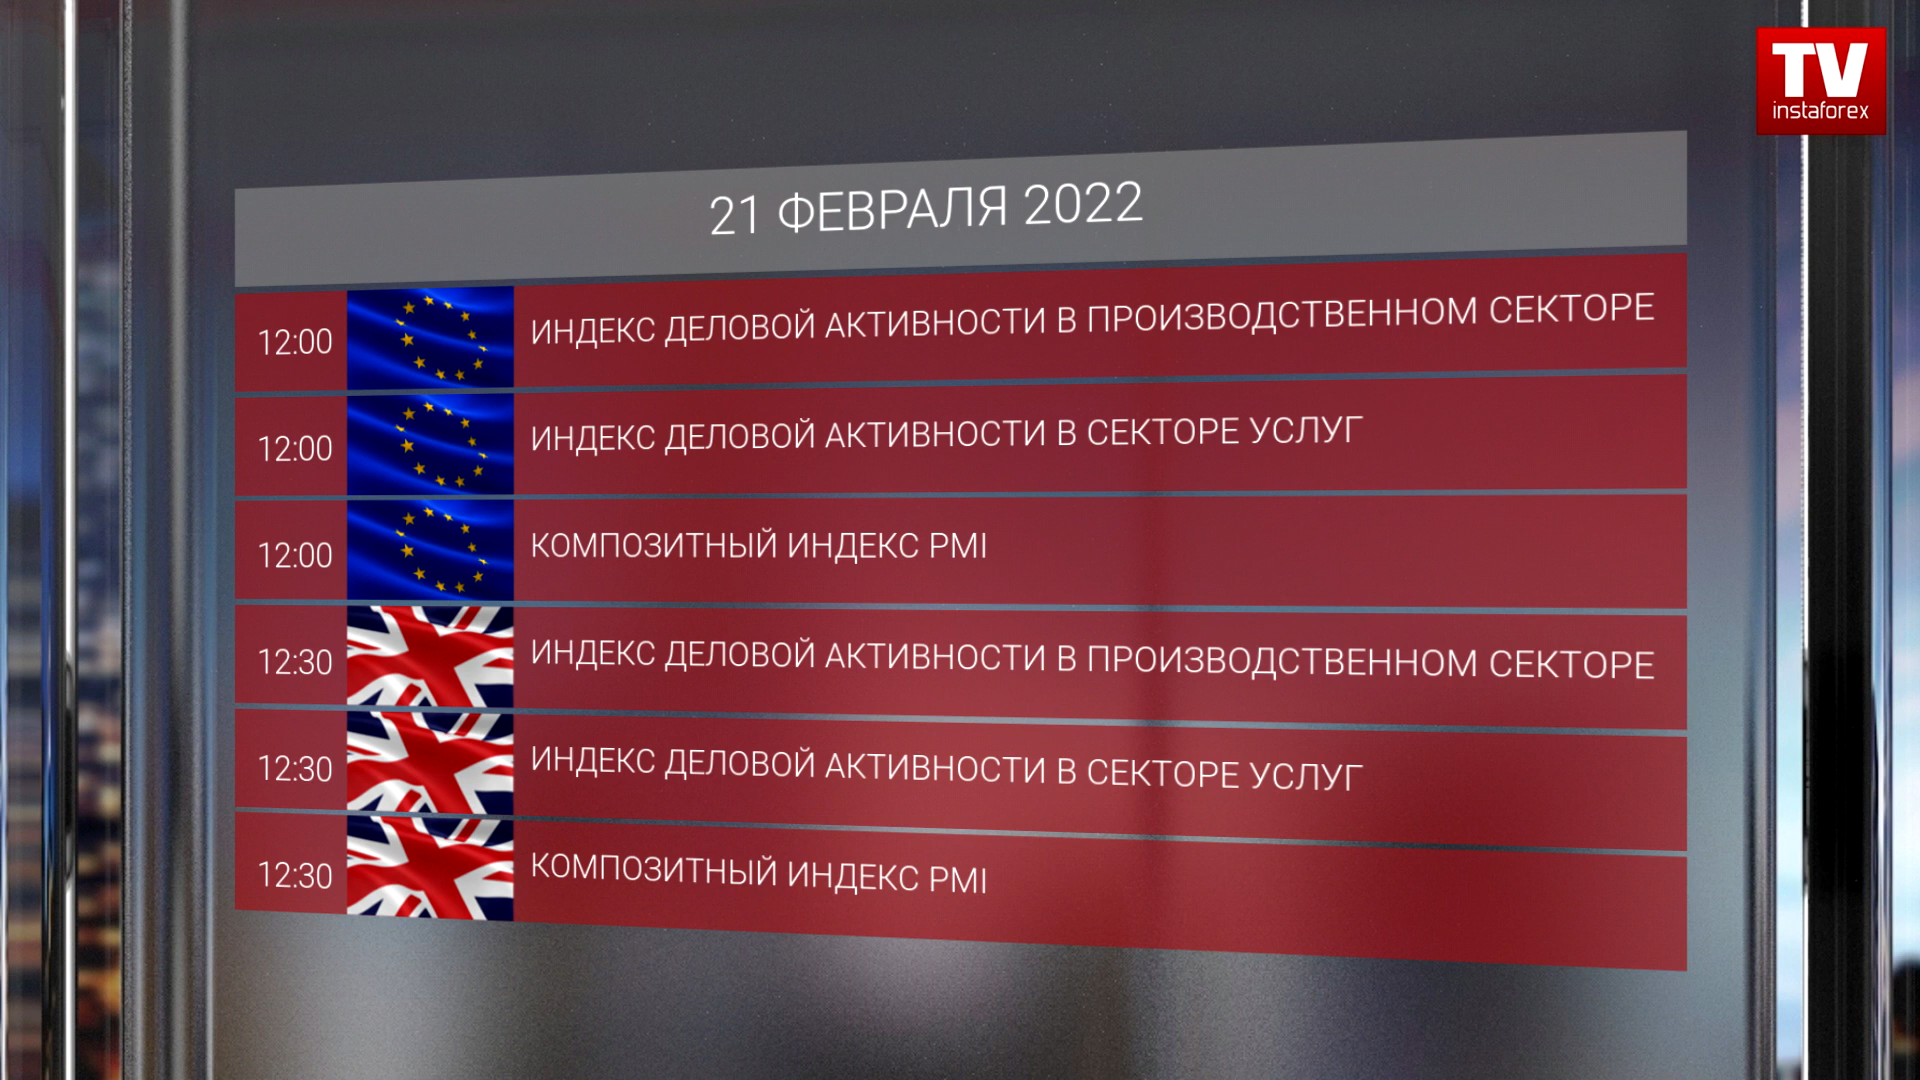 TV
instaforex
21 ФЕВРАЛЯ 2022
12:00 ИНДЕКС ДЕЛОВОЙ АКТИВНОСТИ В ПРОИЗВОДСТВЕННОМ СЕКТОРЕ
12:00 ИНДЕКС ДЕЛОВОЙ АКТИВНОСТИ В СЕКТОРЕ УСЛУГ
12:00 КОМПОЗИТНЫЙ ИНДЕКС PMI
12:30 ИНДЕКС ДЕЛОВОЙ АКТИВНОСТИ В ПРОИЗВОДСТВЕННОМ СЕКТОРЕ
12:30 ИНДЕКС ДЕЛОВОЙ АКТИВНОСТИ В СЕКТОРЕ УСЛУГ
12:30 КОМПОЗИТНЫЙ ИНДЕКС PMI